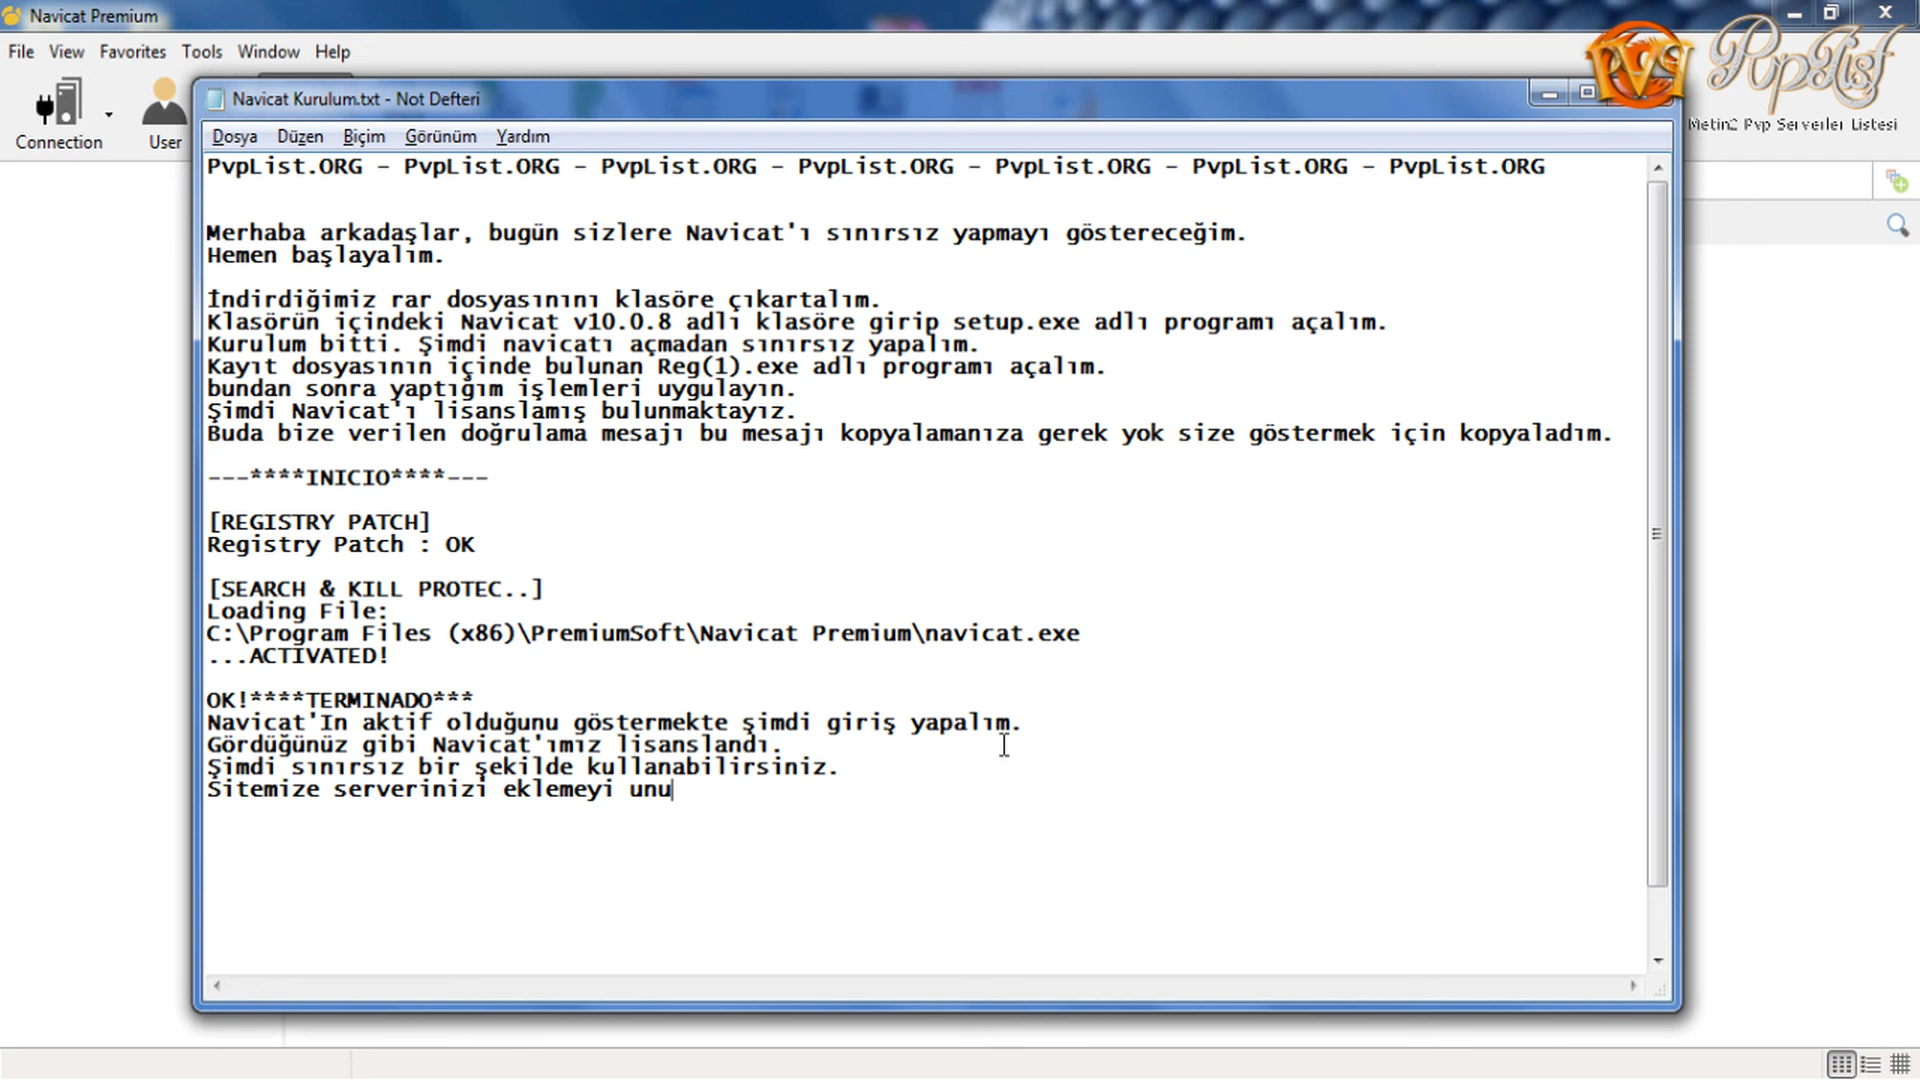 Navicat Premium
File View Favorites Tools Window Help
Connection
User
PvpList
Metin2 Pvp Serverler Listesi
Navicat Kurulum.txt - Not Defteri
Dosya Düzen Biçim Görünüm Yardım
PvpList.ORG - PvpList.ORG - PvpList.ORG - PvpList.ORG - PvpList.ORG - PvpList.ORG - PvpList.ORG
Merhaba arkadaşlar, bugün sizlere Navicat'ı sınırsız yapmayı göstereceğim.
Hemen başlayalım.
İndirdiğimiz rar dosyasınını klasöre çıkartalım.
Klasörün içindeki Navicat v10.0.8 adlı klasöre girip setup.exe adlı programı açalım.
Kurulum bitti. Şimdi navicatı açmadan sınırsız yapalım.
Kayıt dosyasının içinde bulunan Reg(1).exe adlı programı açalım.
bundan sonra yaptığım işlemleri uygulayın.
Şimdi Navicat'ı lisanslamış bulunmaktayız.
Buda bize verilen doğrulama mesajı bu mesajı kopyalamanıza gerek yok size göstermek için kopyaladım.
---****INICIO****---
[REGISTRY PATCH]
Registry Patch : OK
[SEARCH & KILL PROTEC..]
Loading File:
C:\Program Files (x86)\PremiumSoft\Navicat Premium\navicat.exe
...ACTIVATED!
OK!****TERMINADO***
Navicat'In aktif olduğunu göstermekte şimdi giriş yapalım.
Gördüğünüz gibi Navicat'ımız lisanslandı.
Şimdi sınırsız bir şekilde kullanabilirsiniz.
Sitemize serverinizi eklemeyi unu